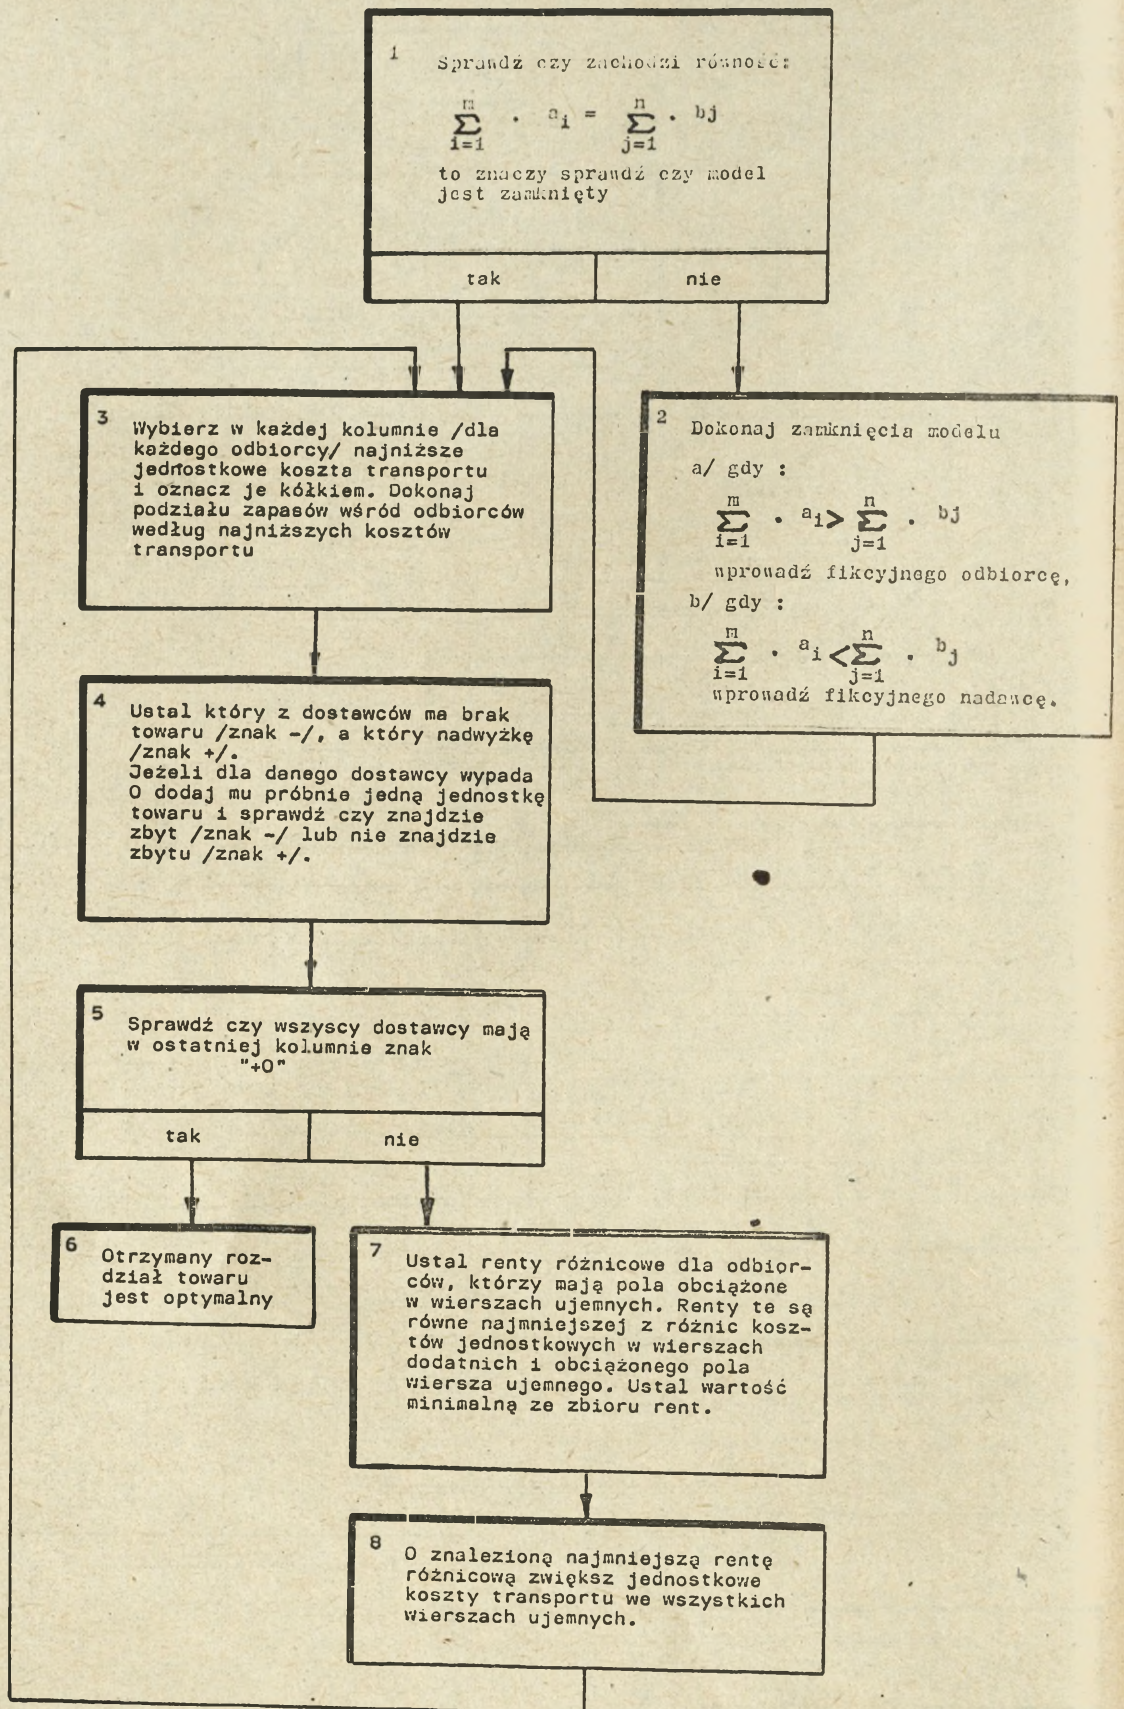 1
Sprawdź czy zachodzi równość:
m n
∑ . ai = ∑ . bj
i=1 j=1
to znaczy sprawdź czy model
jest zamknięty
tak nie
3
Wybierz w każdej kolumnie /dla
każdego odbiorcy/ najniższe
jednostkowe koszta transportu
i oznacz je kółkiem. Dokonaj
podziału zapasów wśród odbiorców
według najniższych kosztów
transportu
2
Dokonaj zamknięcia modelu
a/ gdy :
m n
∑ . ai > ∑ . bj
i=1 j=1
wprowadź fikcyjnego odbiorcę,
b/ gdy :
m n
∑ . ai < ∑ . bj
i=1 j=1
wprowadź fikcyjnego nadawcę.
4
Ustal który z dostawców ma brak
towaru /znak -/, a który nadwyżkę
/znak +/.
Jeżeli dla danego dostawcy wypada
0 dodaj mu próbnie jedną jednostkę
towaru i sprawdź czy znajdzie
zbyt /znak -/ lub nie znajdzie
zbytu /znak +/.
5
Sprawdź czy wszyscy dostawcy mają
w ostatniej kolumnie znak
"+0"
tak nie
6
Otrzymany roz-
dział towaru
jest optymalny
7
Ustal renty różnicowe dla odbior-
ców, którzy mają pola obciążone
w wierszach ujemnych. Renty te są
równe najmniejszej z różnic kosz-
tów jednostkowych w wierszach
dodatnich i obciążonego pola
wiersza ujemnego. Ustal wartość
minimalną ze zbioru rent.
8
O znalezioną najmniejszą rentę
różnicową zwiększ jednostkowe
koszty transportu we wszystkich
wierszach ujemnych.